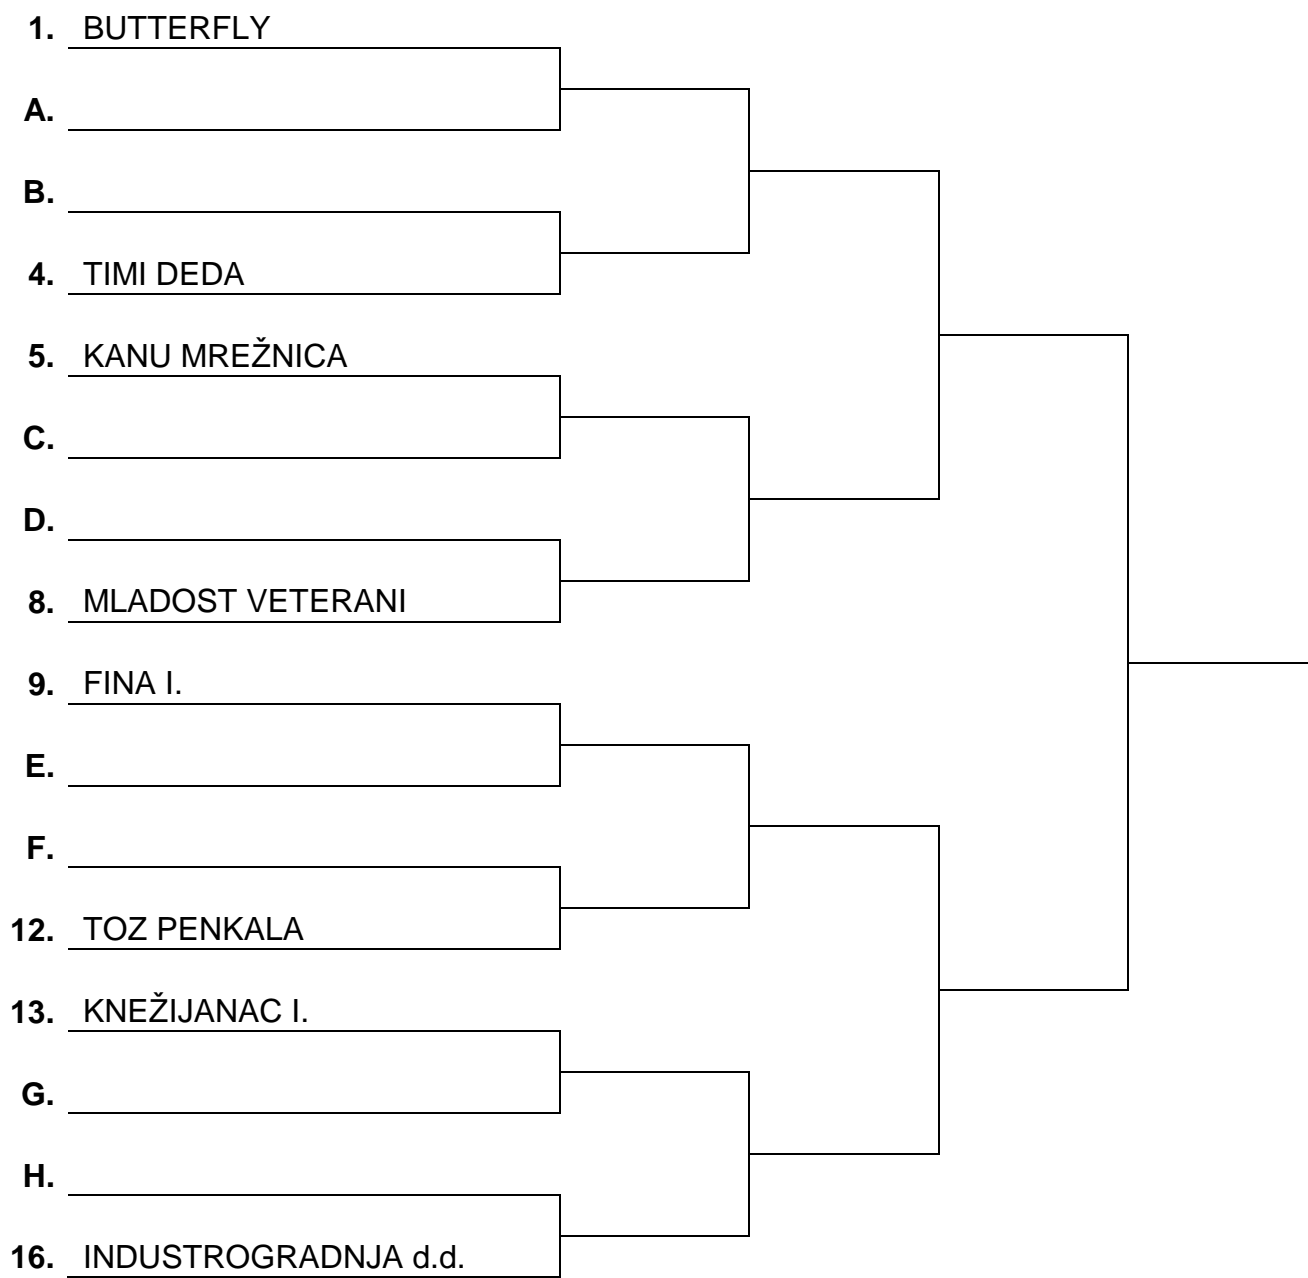 1. BUTTERFLY
A.
B.
4. TIMI DEDA
5. KANU MREŽNICA
C.
D.
8. MLADOST VETERANI
9. FINA I.
E.
F.
12. TOZ PENKALA
13. KNEŽIJANAC I.
G.
H.
16. INDUSTROGRADNJA d.d.